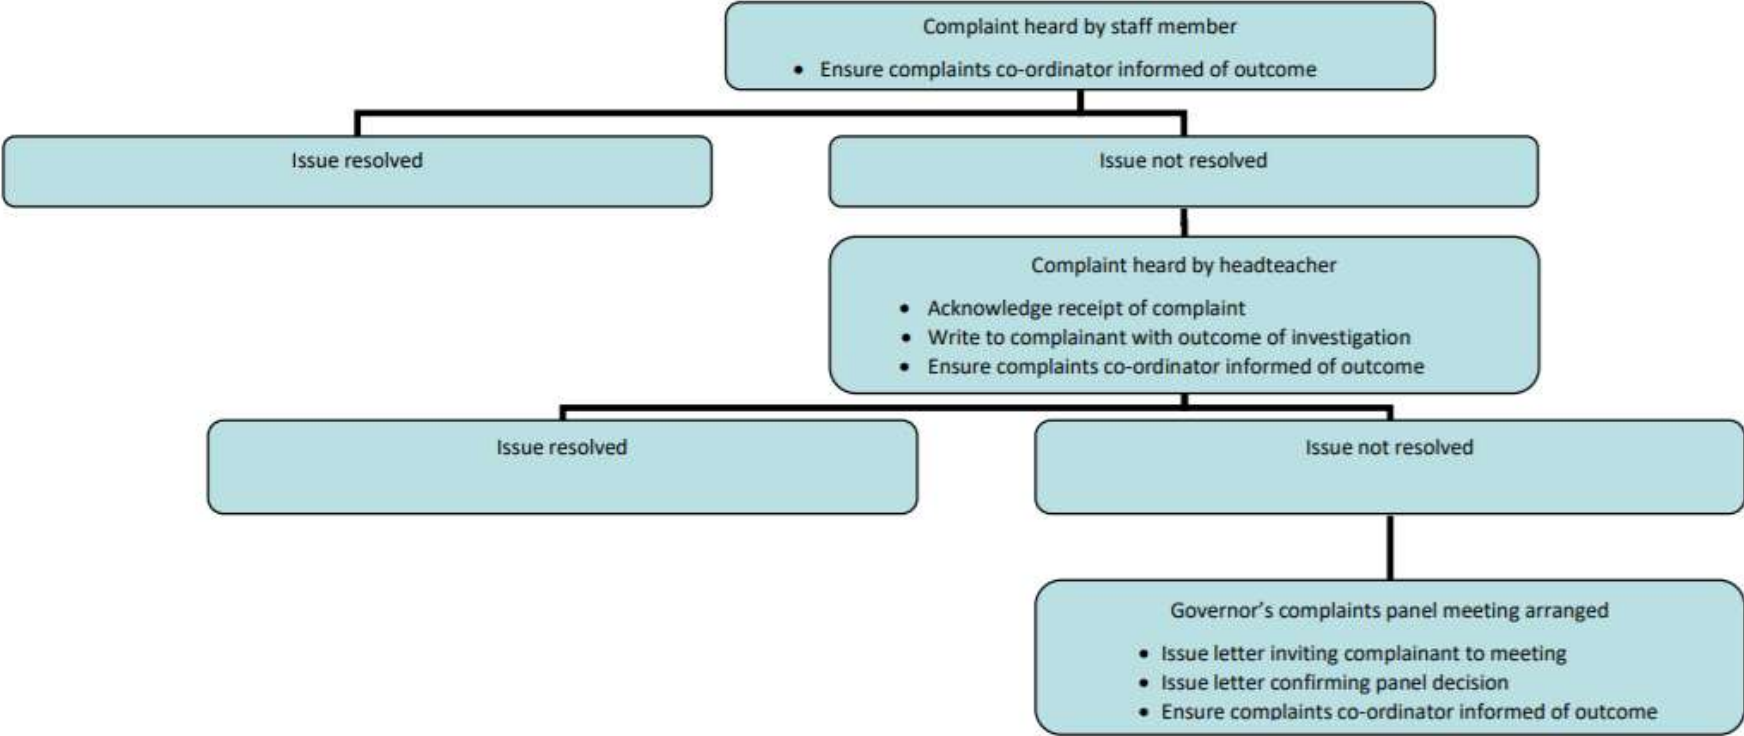 Complaint heard by staff member
• Ensure complaints co-ordinator informed of outcome
Issue resolved
Issue not resolved
Complaint heard by headteacher
• Acknowledge receipt of complaint
• Write to complainant with outcome of investigation
• Ensure complaints co-ordinator informed of outcome
Issue resolved
Issue not resolved
Governor’s complaints panel meeting arranged
• Issue letter inviting complainant to meeting
• Issue letter confirming panel decision
• Ensure complaints co-ordinator informed of outcome